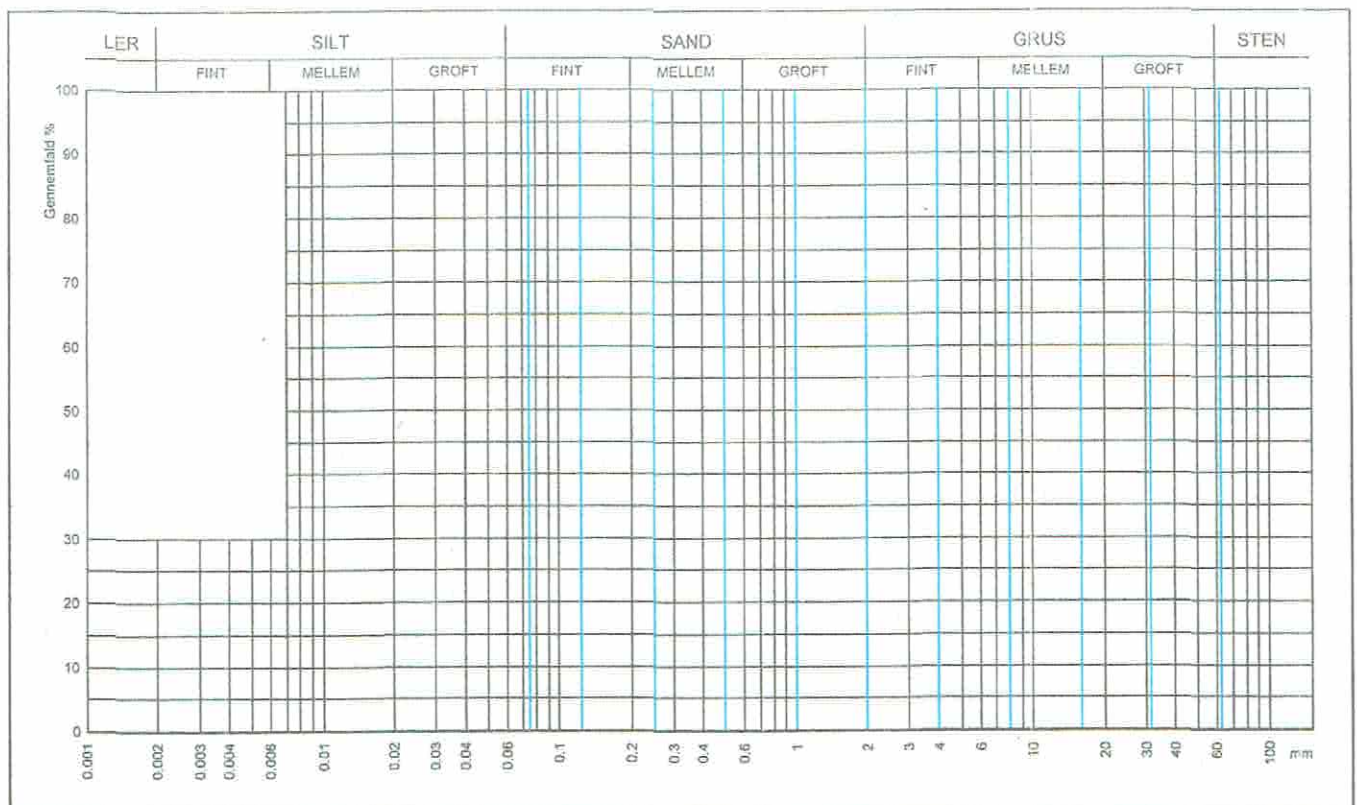 LER SILT SAND GRUS STEN
FINT MELLEM GROFT FINT MELLEM GROFT FINT MELLEM GROFT
Gennemfald %
100
90
80
70
60
50
40
30
20
10
0
0.001 0.002 0.003 0.004 0.006 0.01 0.02 0.03 0.04 0.06 0.1 0.2 0.3 0.4 0.6 1 2 3 4 6 10 20 30 40 60 100 mm